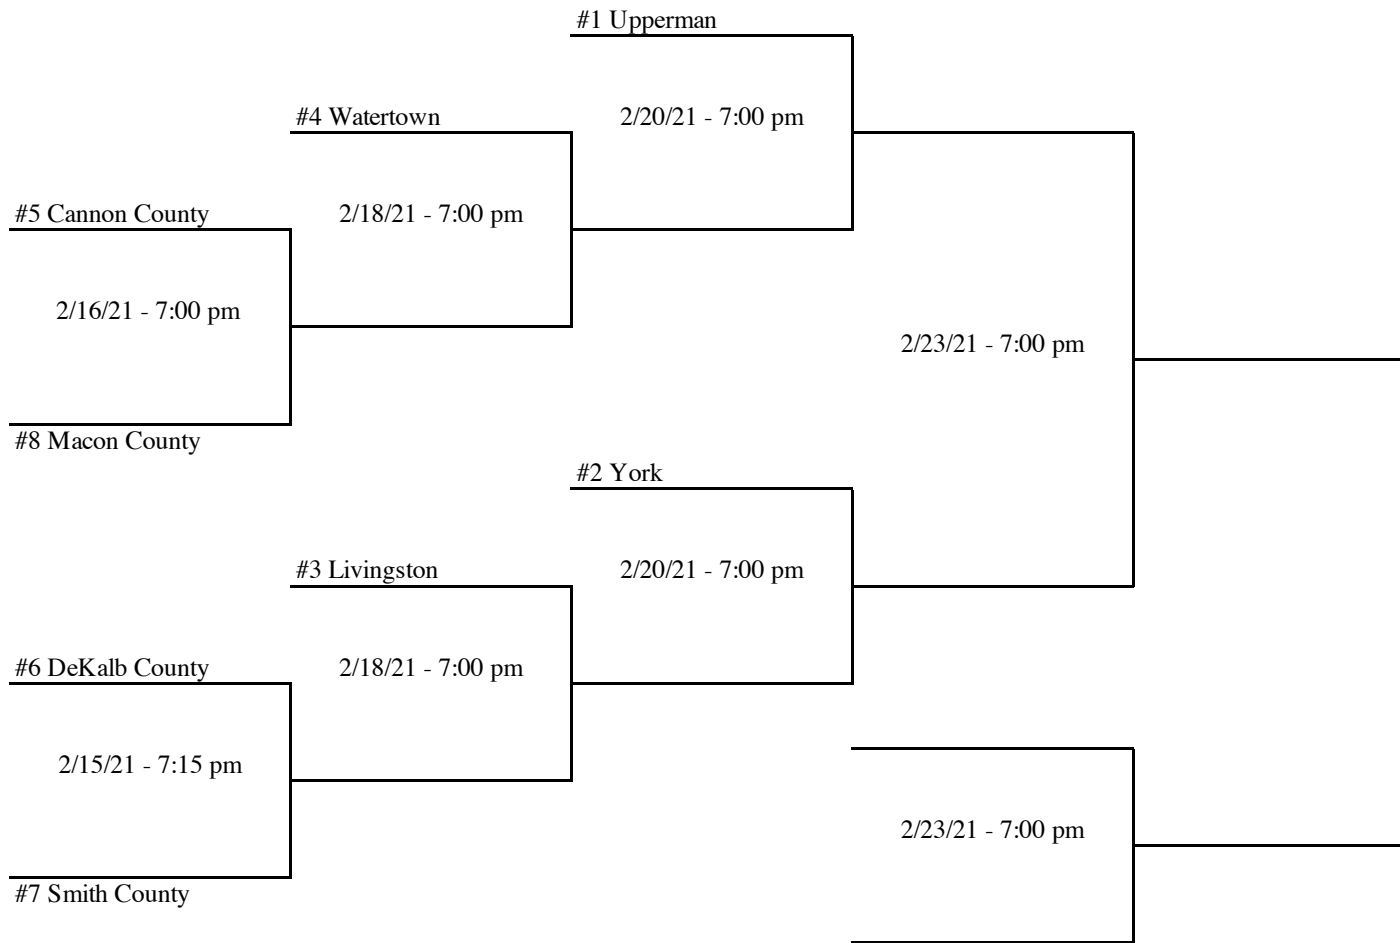 #1 Upperman
#4 Watertown
2/20/21 - 7:00 pm
#5 Cannon County
2/18/21 - 7:00 pm
2/16/21 - 7:00 pm
2/23/21 - 7:00 pm
#8 Macon County
#2 York
#3 Livingston
2/20/21 - 7:00 pm
#6 DeKalb County
2/18/21 - 7:00 pm
2/15/21 - 7:15 pm
2/23/21 - 7:00 pm
#7 Smith County